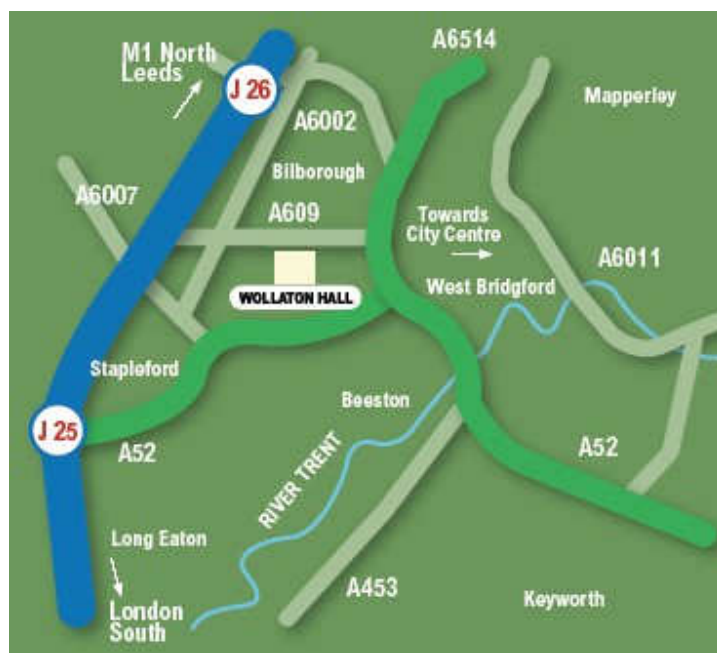 M1 North
Leeds
J 26
A6514
Mapperley
A6002
Bilborough
A6007
A609
Towards
City Centre
A6011
WOLLATON HALL
West Bridgford
Stapleford
Beeston
J 25
A52
A52
RIVER TRENT
Long Eaton
A453
Keyworth
London
South